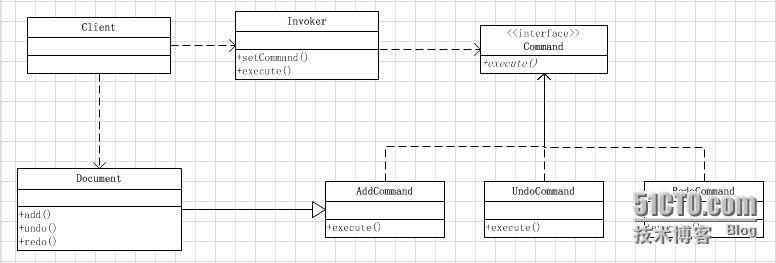 Client
Invoker
+setCommand()
+execute()
<<interface>>
Command
+execute()
Document
+add()
+undo()
+redo()
AddCommand
+execute()
UndoCommand
+execute()
RedoCommand
+execute()
51CTO.com
技术博客 Blog